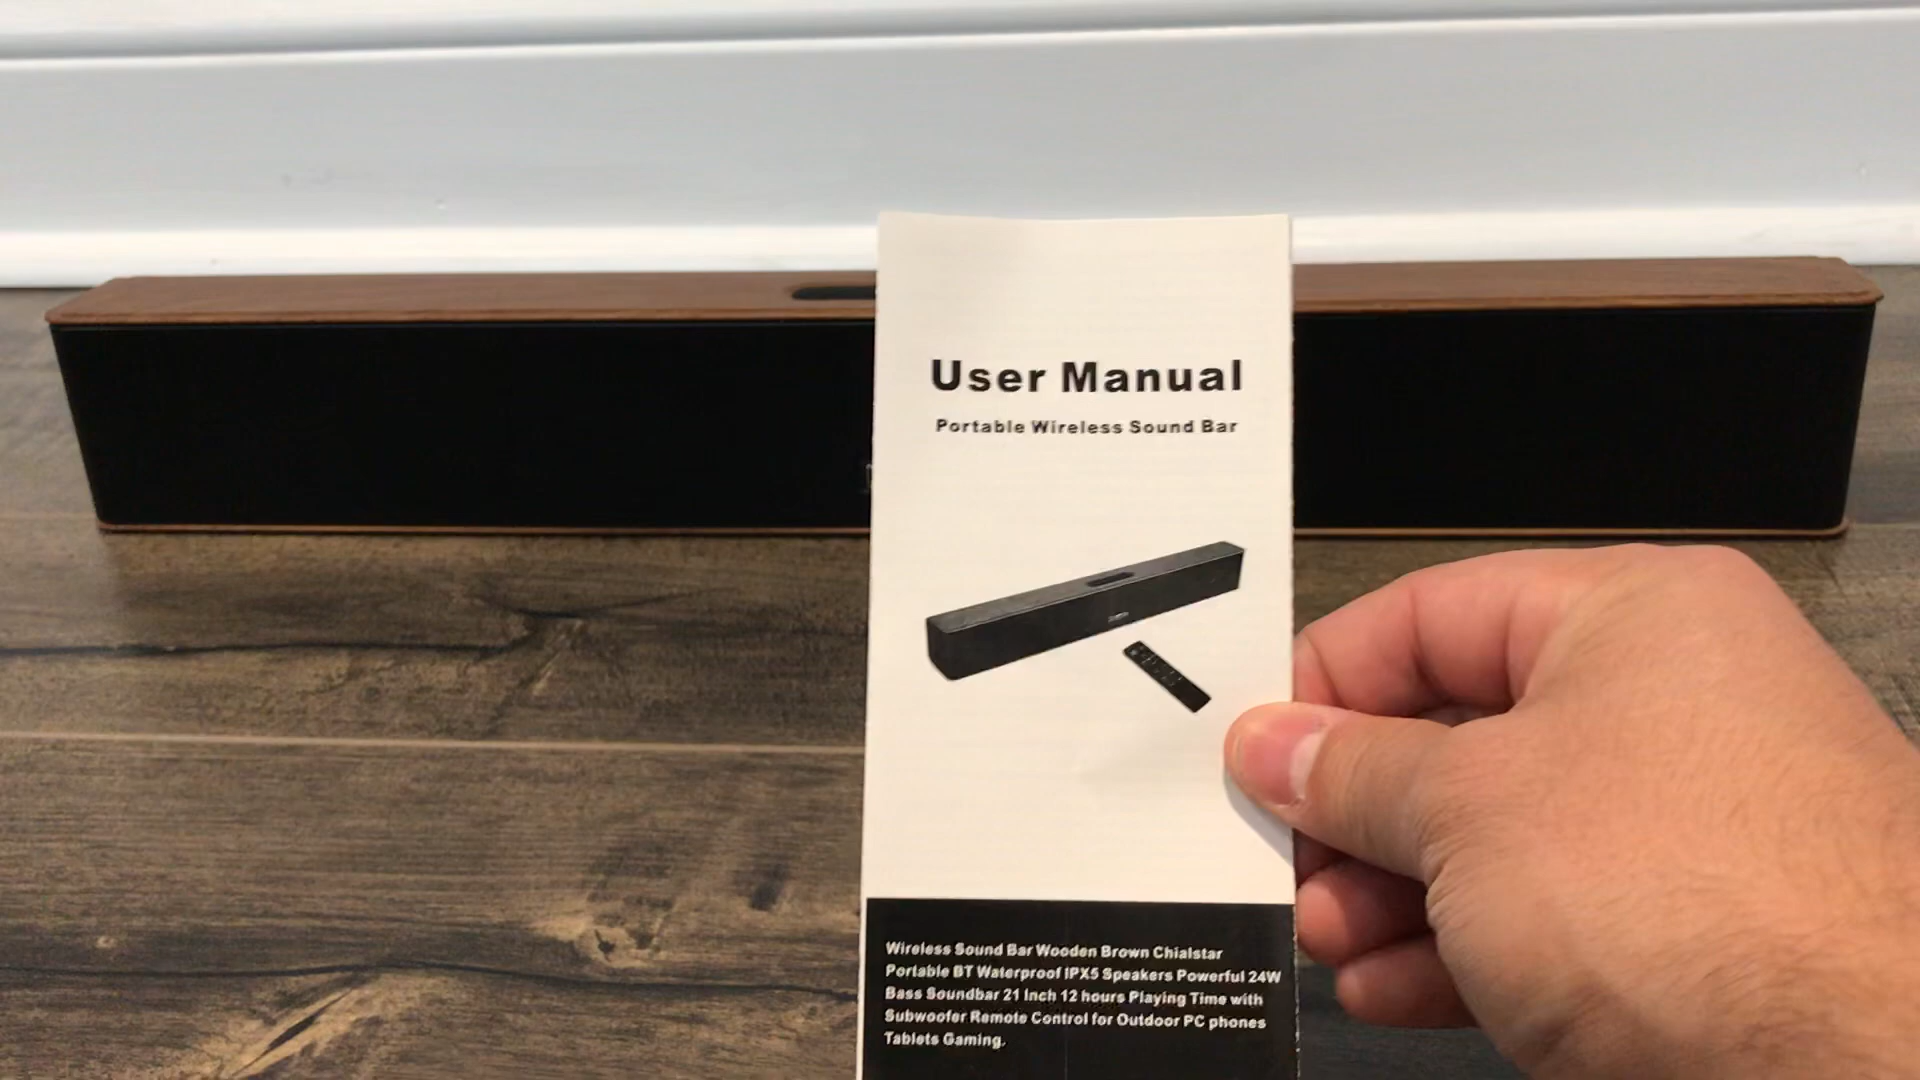 User Manual
Portable Wireless Sound Bar
Wireless Sound Bar Wooden Brown Chialstar
Portable BT Waterproof IPX5 Speakers Powerful 24W
Bass Soundbar 21 Inch 12 hours Playing Time with
Subwoofer Remote Control for Outdoor PC phones
Tablets Gaming.